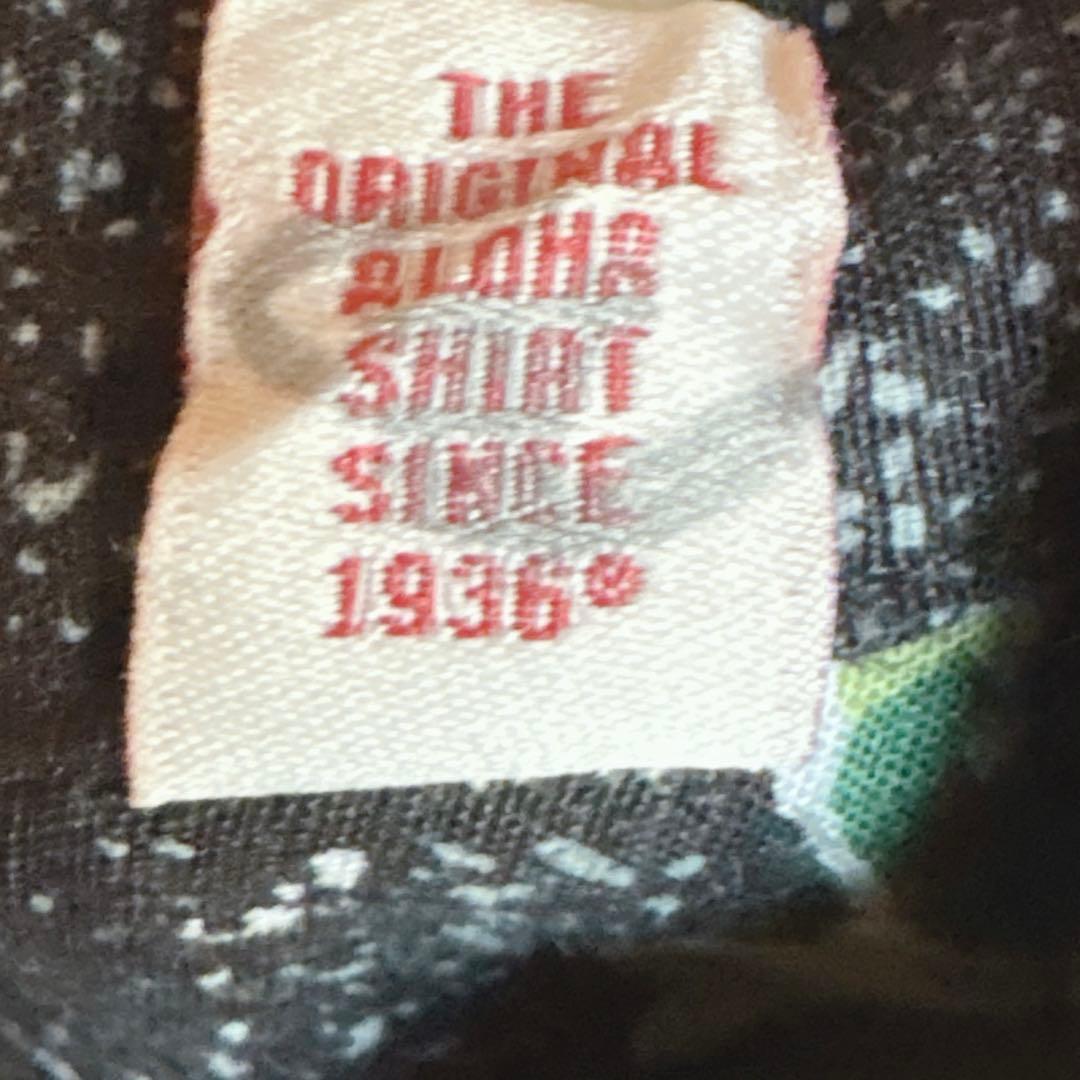 THE
ORIGINAL
ALOHA
SHIRT
SINCE
1936®